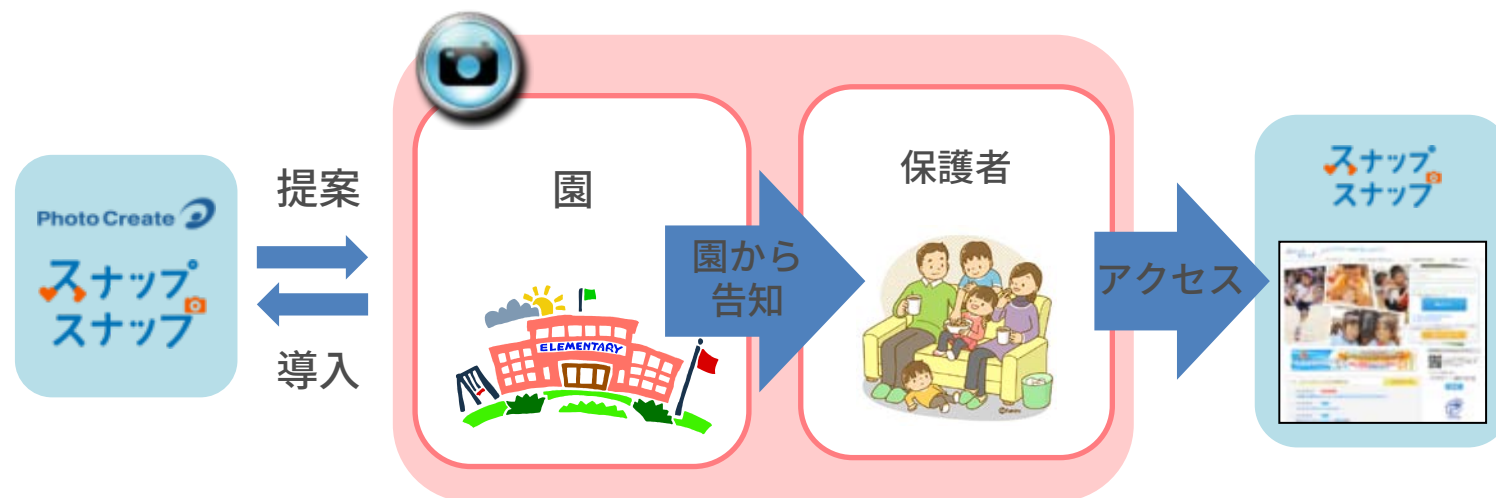 Photo Create
スナップ
スナップ
提案
導入
園
ELEMENTARY
園から
告知
保護者
アクセス
スナップ
スナップ